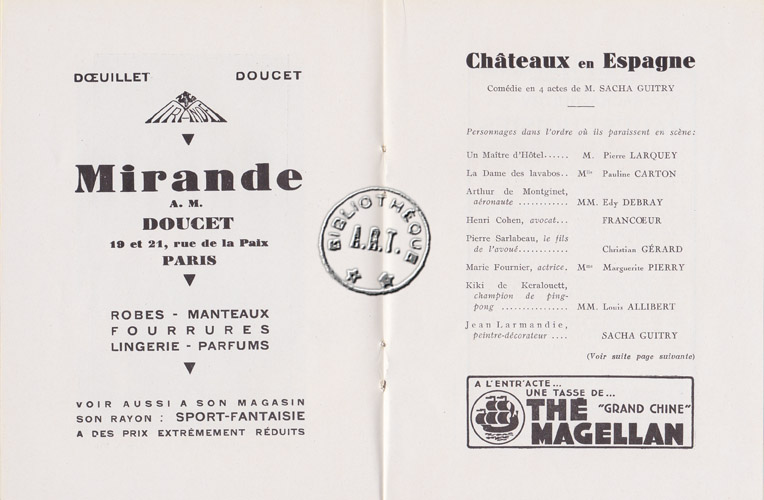 DŒUILLET DOUCET
MIRANDE
Mirande
A. M.
DOUCET
19 et 21, rue de la Paix
PARIS
ROBES - MANTEAUX
FOURRURES
LINGERIE - PARFUMS
VOIR AUSSI A SON MAGASIN
SON RAYON : SPORT-FANTAISIE
A DES PRIX EXTRÊMEMENT RÉDUITS
BIBLIOTHÈQUE
A.R.T.
Châteaux en Espagne
Comédie en 4 actes de M. SACHA GUITRY
Personnages dans l'ordre où ils paraissent en scène:
Un Maître d'Hôtel...... M. Pierre LARQUEY
La Dame des lavabos.. Mlle Pauline CARTON
Arthur de Montginet,
aéronaute ............ MM. Edy DEBRAY
Henri Cohen, avocat... FRANCŒUR
Pierre Sarlabeau, le fils
de l'avoué............ Christian GÉRARD
Marie Fournier, actrice. Mme Marguerite PIERRY
Kiki de Keralouett,
champion de ping-
pong ................ MM. Louis ALLIBERT
Jean Larmandie,
peintre-décorateur .... SACHA GUITRY
(Voir suite page suivante)
A L'ENTR'ACTE...
UNE TASSE DE...
THÉ "GRAND CHINE"
MAGELLAN